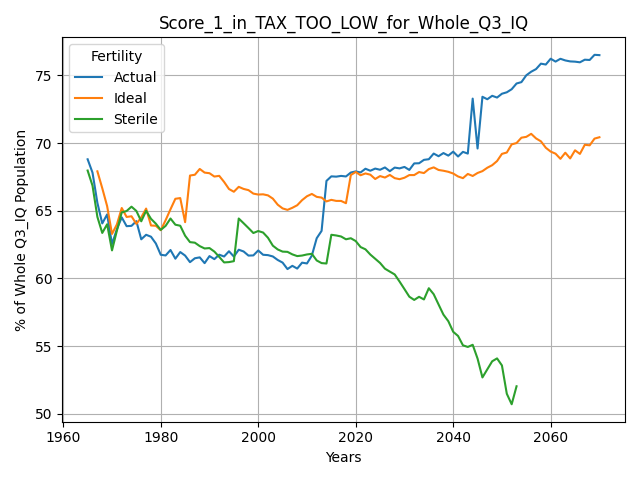 Score_1_in_TAX_TOO_LOW_for_Whole_Q3_IQ
Fertility
Actual
Ideal
Sterile
% of Whole Q3_IQ Population
75
70
65
60
55
50
1960 1980 2000 2020 2040 2060
Years